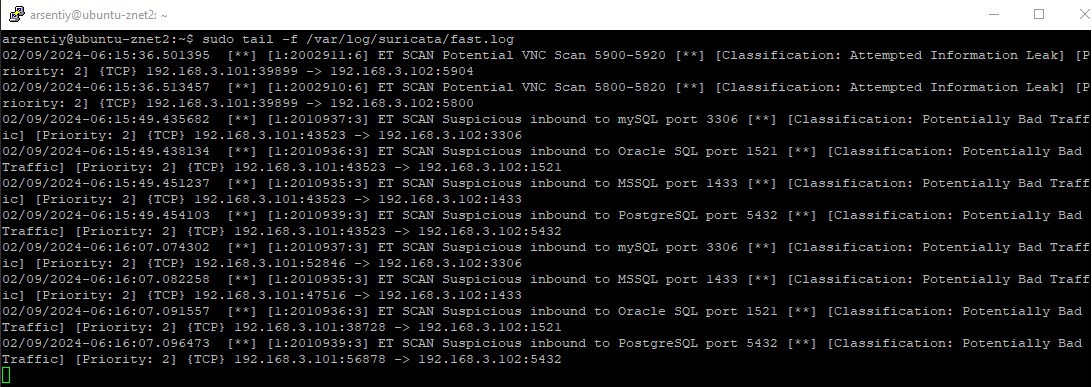 arsentiy@ubuntu-znet2: ~
arsentiy@ubuntu-znet2:~$ sudo tail -f /var/log/suricata/fast.log
02/09/2024-06:15:36.501395  [**] [1:2002911:6] ET SCAN Potential VNC Scan 5900-5920 [**] [Classification: Attempted Information Leak] [P
riority: 2] {TCP} 192.168.3.101:39899 -> 192.168.3.102:5904
02/09/2024-06:15:36.513457  [**] [1:2002910:6] ET SCAN Potential VNC Scan 5800-5820 [**] [Classification: Attempted Information Leak] [P
riority: 2] {TCP} 192.168.3.101:39899 -> 192.168.3.102:5800
02/09/2024-06:15:49.435682  [**] [1:2010937:3] ET SCAN Suspicious inbound to mySQL port 3306 [**] [Classification: Potentially Bad Traff
ic] [Priority: 2] {TCP} 192.168.3.101:43523 -> 192.168.3.102:3306
02/09/2024-06:15:49.438134  [**] [1:2010936:3] ET SCAN Suspicious inbound to Oracle SQL port 1521 [**] [Classification: Potentially Bad
Traffic] [Priority: 2] {TCP} 192.168.3.101:43523 -> 192.168.3.102:1521
02/09/2024-06:15:49.451237  [**] [1:2010935:3] ET SCAN Suspicious inbound to MSSQL port 1433 [**] [Classification: Potentially Bad Traff
ic] [Priority: 2] {TCP} 192.168.3.101:43523 -> 192.168.3.102:1433
02/09/2024-06:15:49.454103  [**] [1:2010939:3] ET SCAN Suspicious inbound to PostgreSQL port 5432 [**] [Classification: Potentially Bad
Traffic] [Priority: 2] {TCP} 192.168.3.101:43523 -> 192.168.3.102:5432
02/09/2024-06:16:07.074302  [**] [1:2010937:3] ET SCAN Suspicious inbound to mySQL port 3306 [**] [Classification: Potentially Bad Traff
ic] [Priority: 2] {TCP} 192.168.3.101:52846 -> 192.168.3.102:3306
02/09/2024-06:16:07.082258  [**] [1:2010935:3] ET SCAN Suspicious inbound to MSSQL port 1433 [**] [Classification: Potentially Bad Traff
ic] [Priority: 2] {TCP} 192.168.3.101:47516 -> 192.168.3.102:1433
02/09/2024-06:16:07.091557  [**] [1:2010936:3] ET SCAN Suspicious inbound to Oracle SQL port 1521 [**] [Classification: Potentially Bad
Traffic] [Priority: 2] {TCP} 192.168.3.101:38728 -> 192.168.3.102:1521
02/09/2024-06:16:07.096473  [**] [1:2010939:3] ET SCAN Suspicious inbound to PostgreSQL port 5432 [**] [Classification: Potentially Bad
Traffic] [Priority: 2] {TCP} 192.168.3.101:56878 -> 192.168.3.102:5432